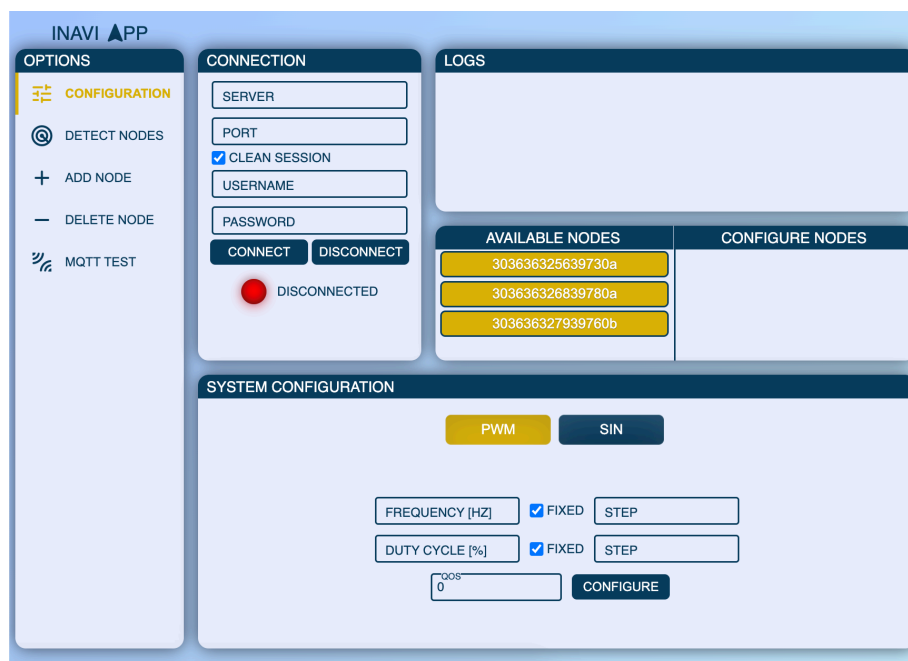 INAVI APP
OPTIONS
CONFIGURATION
DETECT NODES
ADD NODE
DELETE NODE
MQTT TEST
CONNECTION
SERVER
PORT
CLEAN SESSION
USERNAME
PASSWORD
CONNECT DISCONNECT
DISCONNECTED
LOGS
AVAILABLE NODES CONFIGURE NODES
303636325639730a
303636326839780a
303636327939760b
SYSTEM CONFIGURATION
PWM SIN
FREQUENCY [HZ] FIXED STEP
DUTY CYCLE [%] FIXED STEP
QOS
0 CONFIGURE